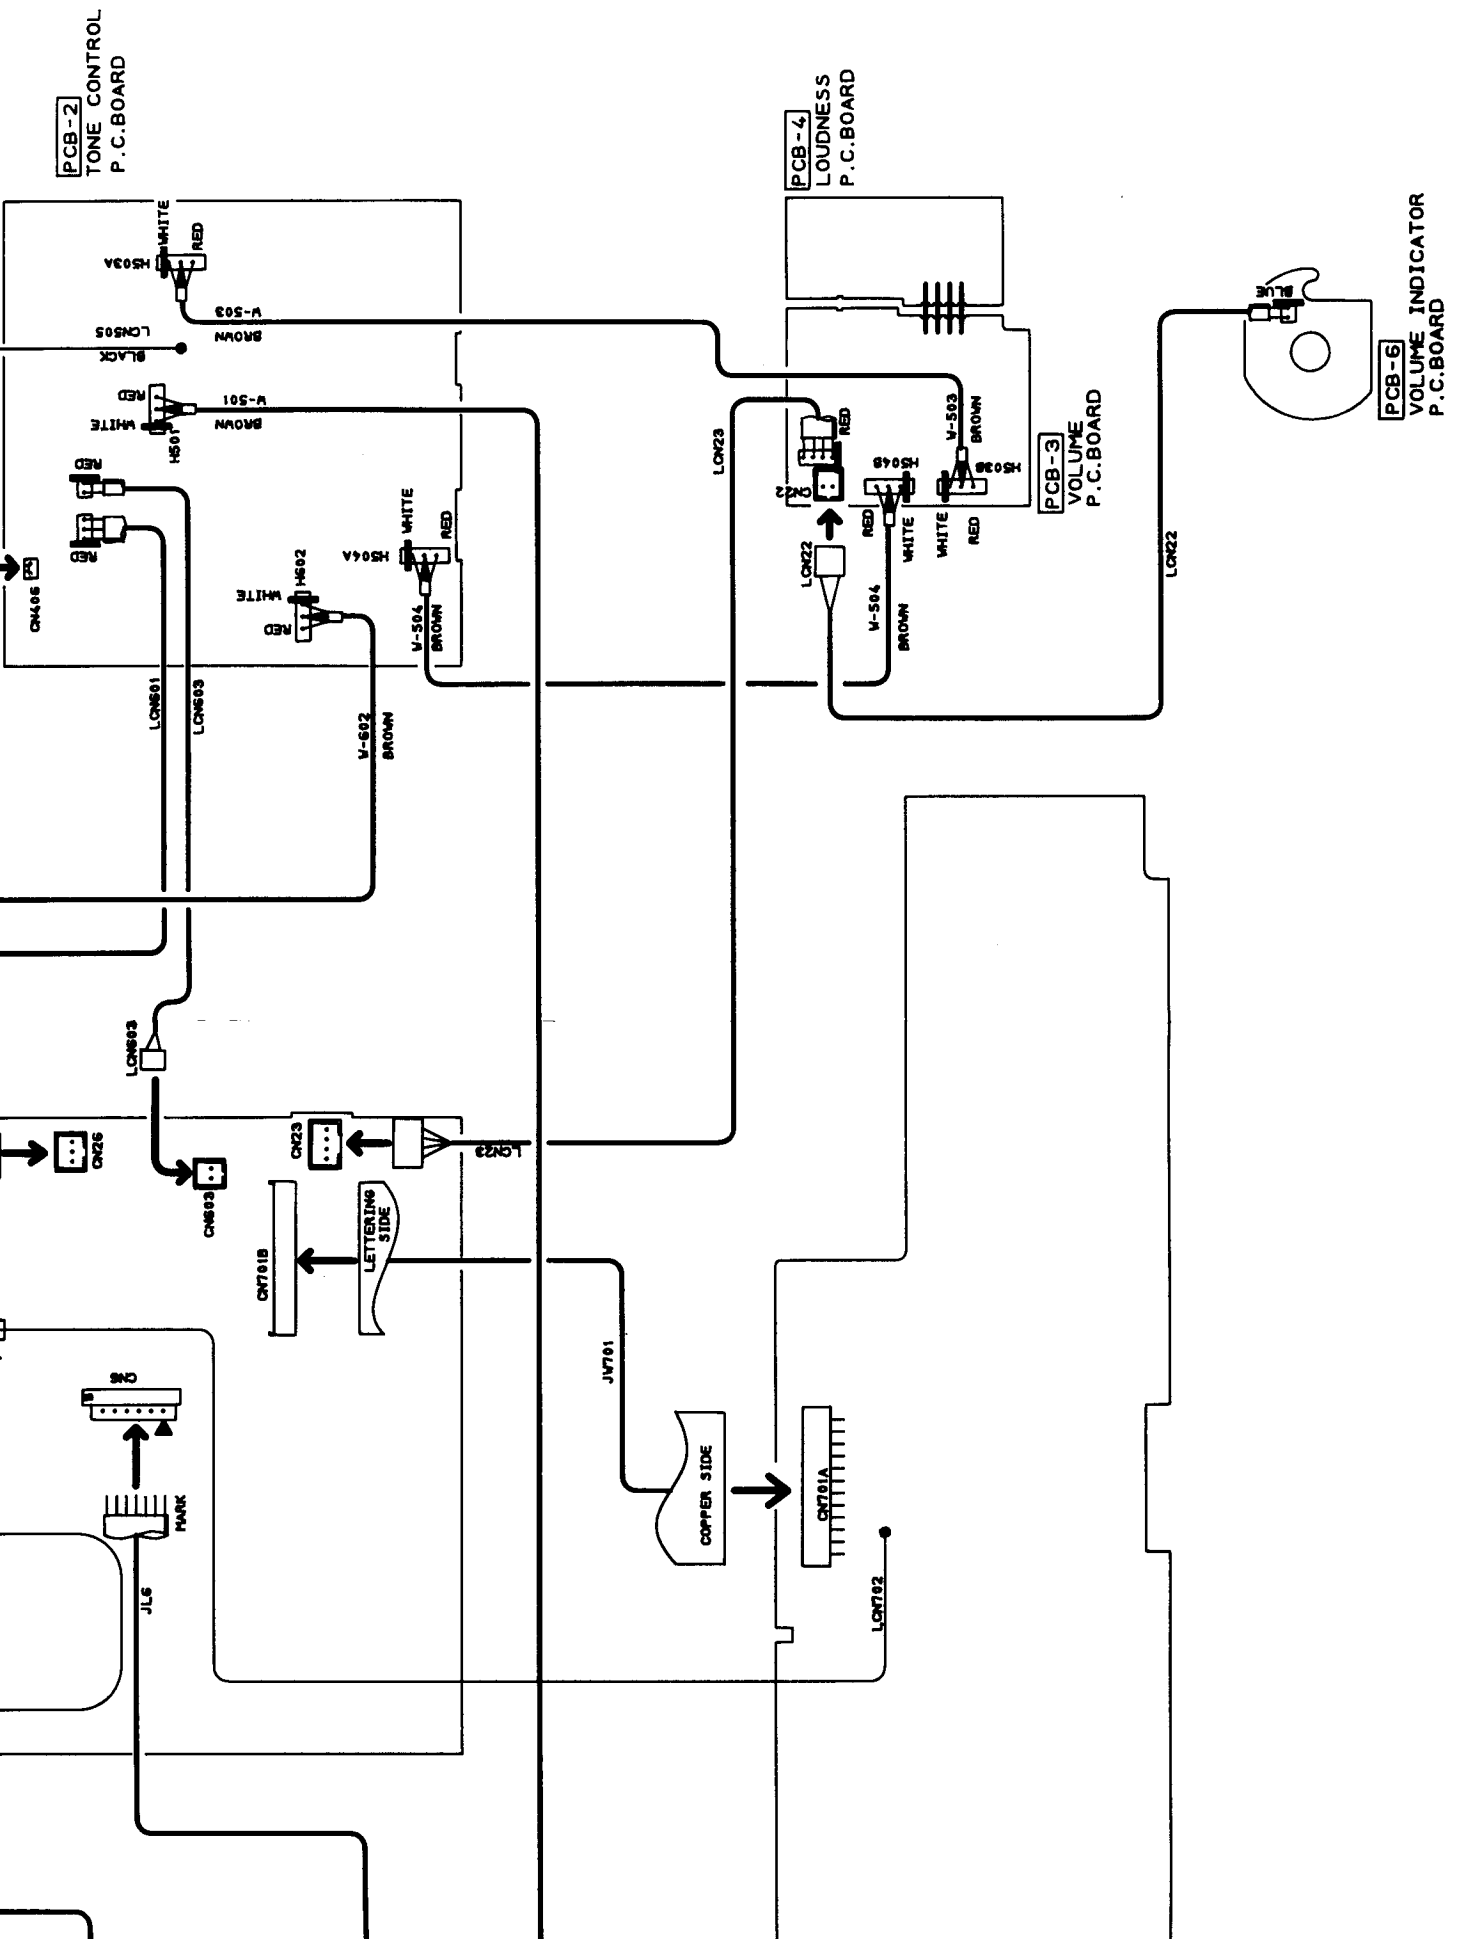 PCB-2
TONE CONTROL
P.C.BOARD
PCB-4
LOUDNESS
P.C.BOARD
PCB-6
VOLUME INDICATOR
P.C.BOARD
PCB-3
VOLUME
P.C.BOARD
WHITE
RED
H503A
W-503
BROWN
LCN505
BLACK
RED
WHITE
H501
W-501
BROWN
RED
RED
CN406
H602
WHITE
RED
WHITE
H504A
RED
W-504
BROWN
LCN601
LCN603
W-602
BROWN
LCN23
RED
CN22
H504B
W-503
BROWN
H503B
RED
WHITE
WHITE
RED
LCN22
W-504
BROWN
BLUE
LCN22
LCN603
CN26
CN603
CN23
LCN23
CN701B
LETTERING
SIDE
JW701
CN6
MARK
JL6
COPPER SIDE
CN701A
LCN702